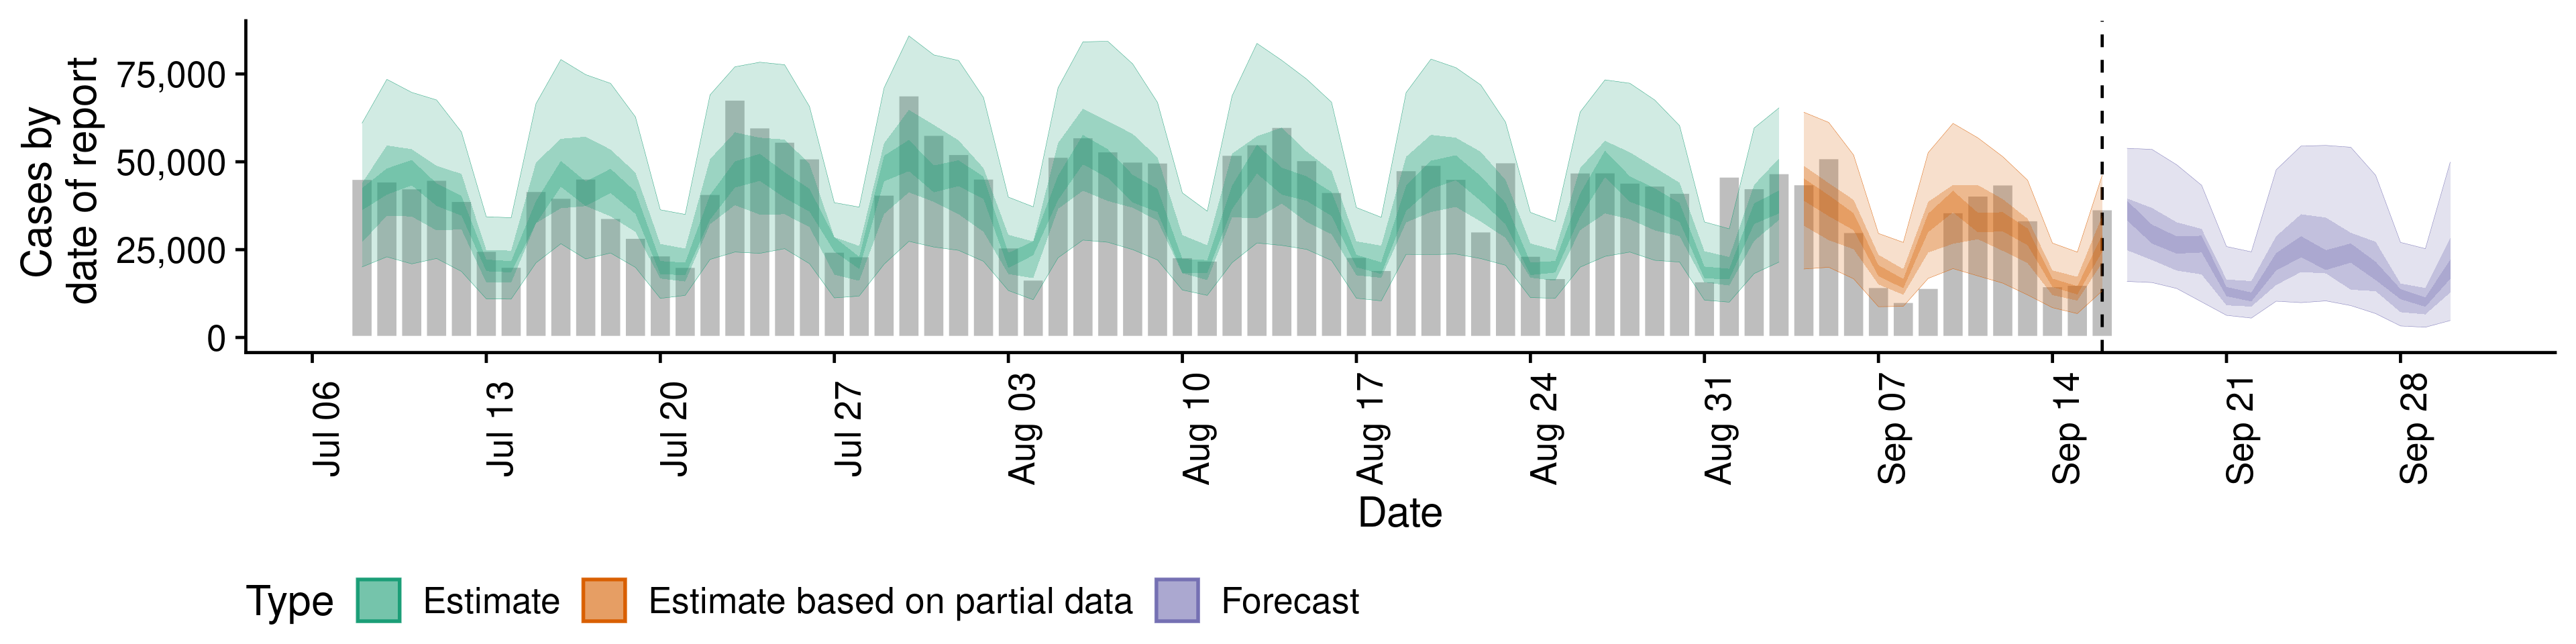 Cases by
date of report
75,000
50,000
25,000
0
Jul 06
Jul 13
Jul 20
Jul 27
Aug 03
Aug 10
Aug 17
Aug 24
Aug 31
Sep 07
Sep 14
Sep 21
Sep 28
Date
Type
Estimate
Estimate based on partial data
Forecast